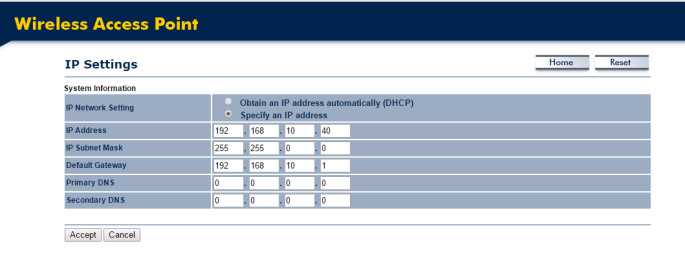 Wireless Access Point
IP Settings
Home Reset
System Information
IP Network Setting
Obtain an IP address automatically (DHCP)
Specify an IP address
IP Address 192 . 168 . 10 . 40
IP Subnet Mask 255 . 255 . 0 . 0
Default Gateway 192 . 168 . 10 . 1
Primary DNS 0 . 0 . 0 . 0
Secondary DNS 0 . 0 . 0 . 0
Accept Cancel